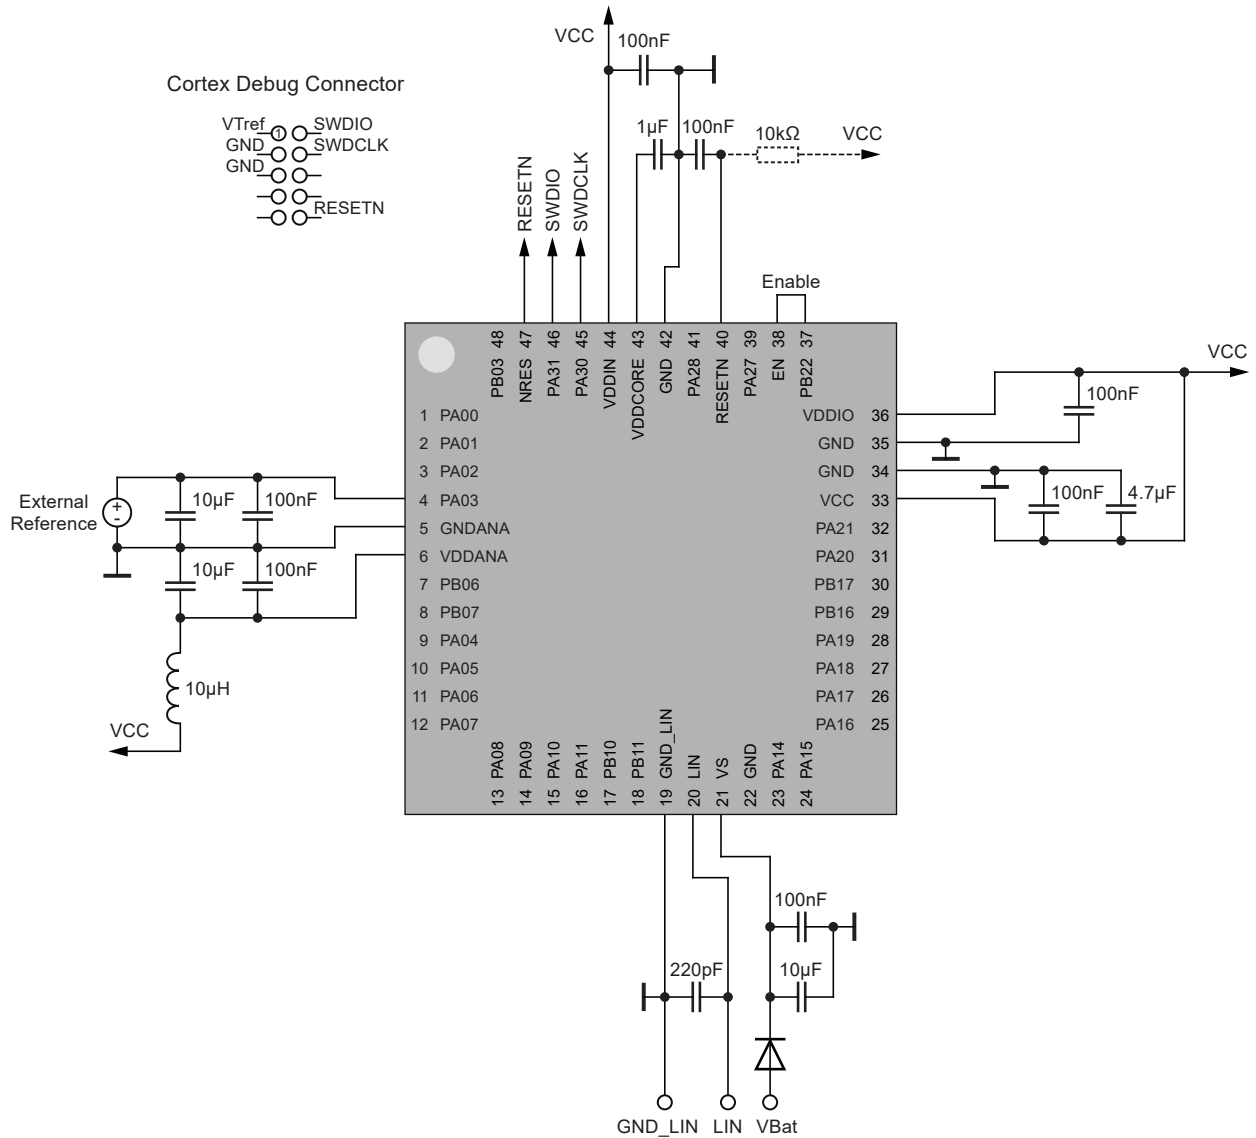 VCC
100nF
Cortex Debug Connector
VTref 1 SWDIO
GND SWDCLK
GND
RESETN
1µF 100nF 10kΩ VCC
RESETN
SWDIO
SWDCLK
Enable
PB03 48
NRES 47
PA31 46
PA30 45
VDDIN 44
VDDCORE 43
GND 42
PA28 41
RESETN 40
PA27 39
EN 38
PB22 37
VCC
100nF
1 PA00
2 PA01
3 PA02
4 PA03
5 GNDANA
6 VDDANA
7 PB06
8 PB07
9 PA04
10 PA05
11 PA06
12 PA07
VDDIO 36
GND 35
GND 34
VCC 33
PA21 32
PA20 31
PB17 30
PB16 29
PA19 28
PA18 27
PA17 26
PA16 25
External
Reference
+
-
10µF 100nF
10µF 100nF
10µH
VCC
100nF 4.7µF
13 PA08
14 PA09
15 PA10
16 PA11
17 PB10
18 PB11
19 GND_LIN
20 LIN
21 VS
22 GND
23 PA14
24 PA15
100nF
220pF
10µF
GND_LIN LIN VBat